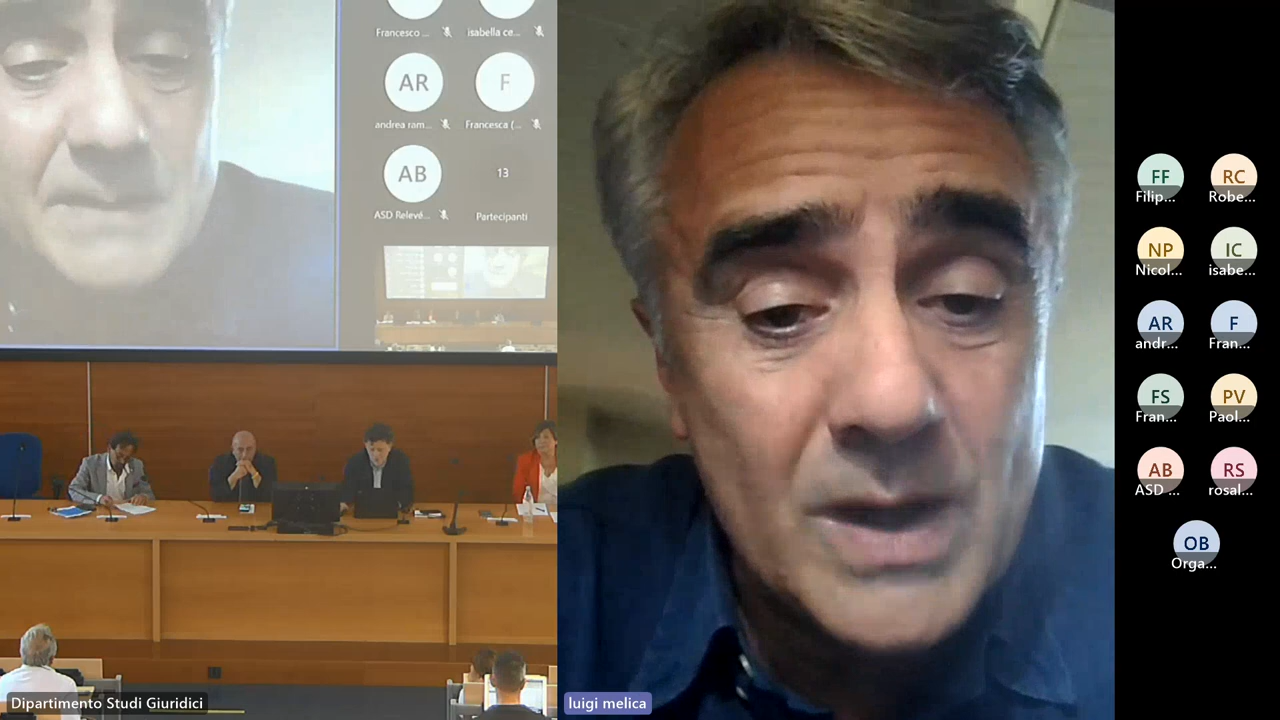 Francesco ...
isabella ce...
AR
F
andrea ram...
Francesca (...
AB
13
ASD Relevé...
Partecipanti
Dipartimento Studi Giuridici
luigi melica
FF
RC
Filip...
Robe...
NP
IC
Nicol...
isabe...
AR
F
andr...
Fran...
FS
PV
Fran...
Paol...
AB
RS
ASD ...
rosal...
OB
Orga...